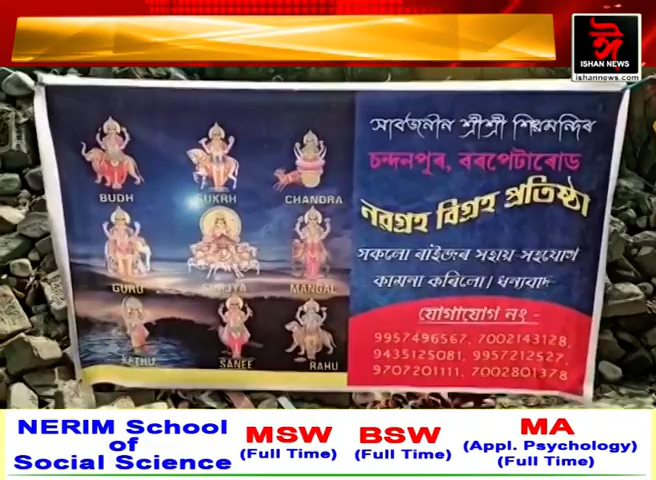 ঈ
ISHAN NEWS
ishannews.com
সাৰ্বজনীন শ্ৰীশ্ৰী শিৱমন্দিৰ
চন্দনপুৰ, বৰপেটাৰোড
নৱগ্ৰহ বিগ্ৰহ প্ৰতিষ্ঠা
সকলো ৰাইজৰ সহায় সহযোগ
কামনা কৰিলো। ধন্যবাদ
যোগাযোগ নং :-
9957496567, 7002143128,
9435125081, 9957212527,
9707201111, 7002801378
BUDH SUKRH CHANDRA
GURU SURYA MANGAL
KETHU SANEE RAHU
NERIM School
of
Social Science
MSW
(Full Time)
BSW
(Full Time)
MA
(Appl. Psychology)
(Full Time)